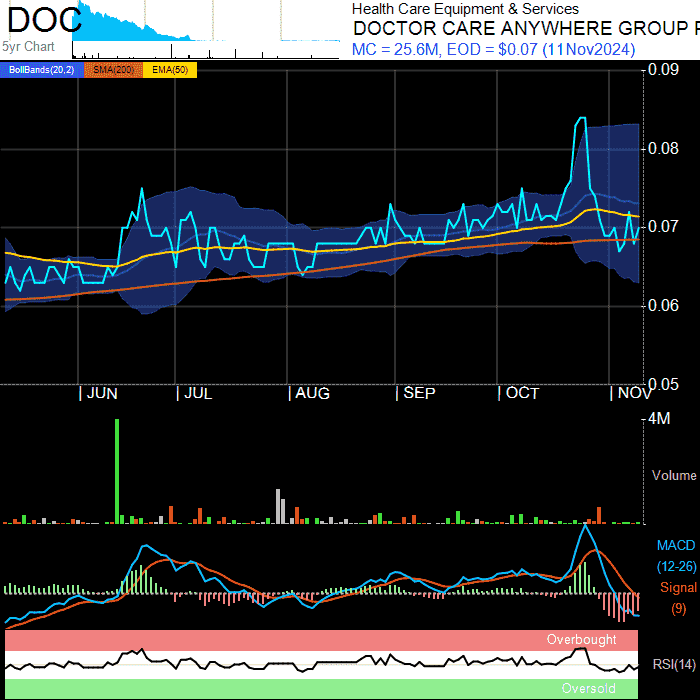 DOC
5yr Chart
Health Care Equipment & Services
DOCTOR CARE ANYWHERE GROUP P
MC = 25.6M, EOD = $0.07 (11Nov2024)
BollBands(20,2) SMA(200) EMA(50)
0.09
0.08
0.07
0.06
0.05
JUN JUL AUG SEP OCT NOV
4M
Volume
MACD
(12-26)
Signal
(9)
Overbought
RSI(14)
Oversold